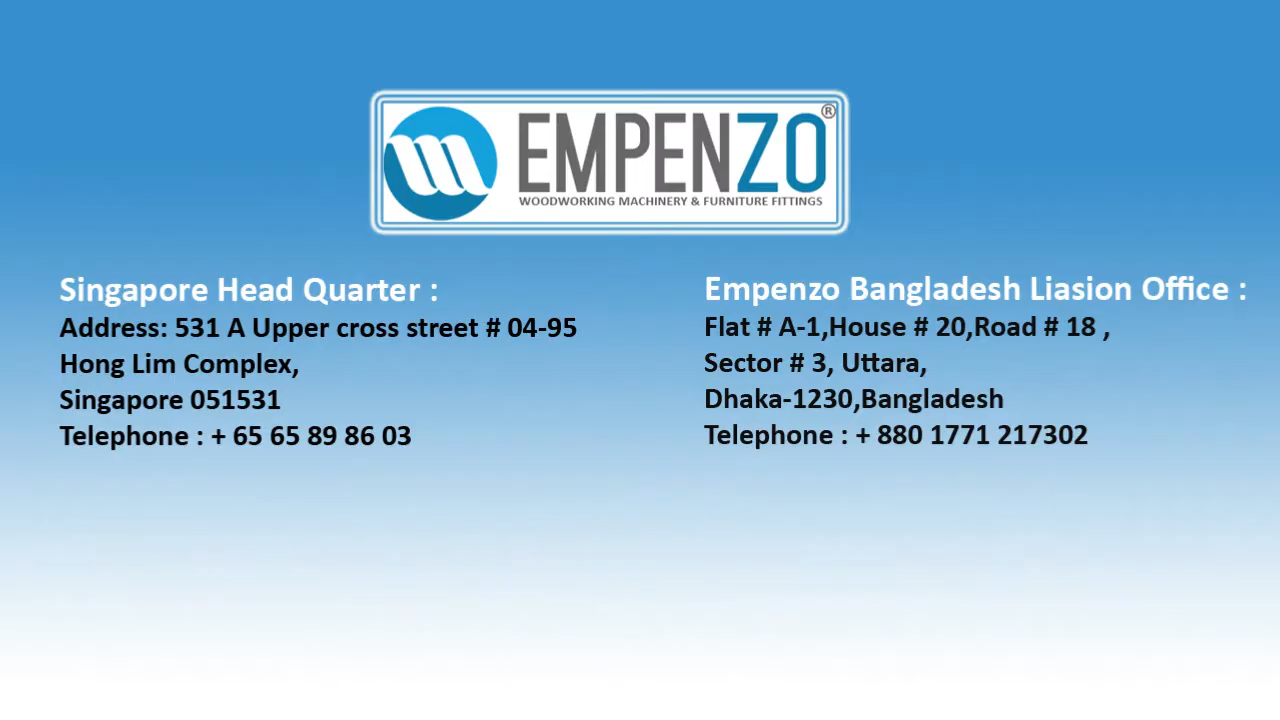 EMPENZO®
WOODWORKING MACHINERY & FURNITURE FITTINGS
Singapore Head Quarter :
Address: 531 A Upper cross street # 04-95
Hong Lim Complex,
Singapore 051531
Telephone : + 65 65 89 86 03
Empenzo Bangladesh Liasion Office :
Flat # A-1,House # 20,Road # 18 ,
Sector # 3, Uttara,
Dhaka-1230,Bangladesh
Telephone : + 880 1771 217302